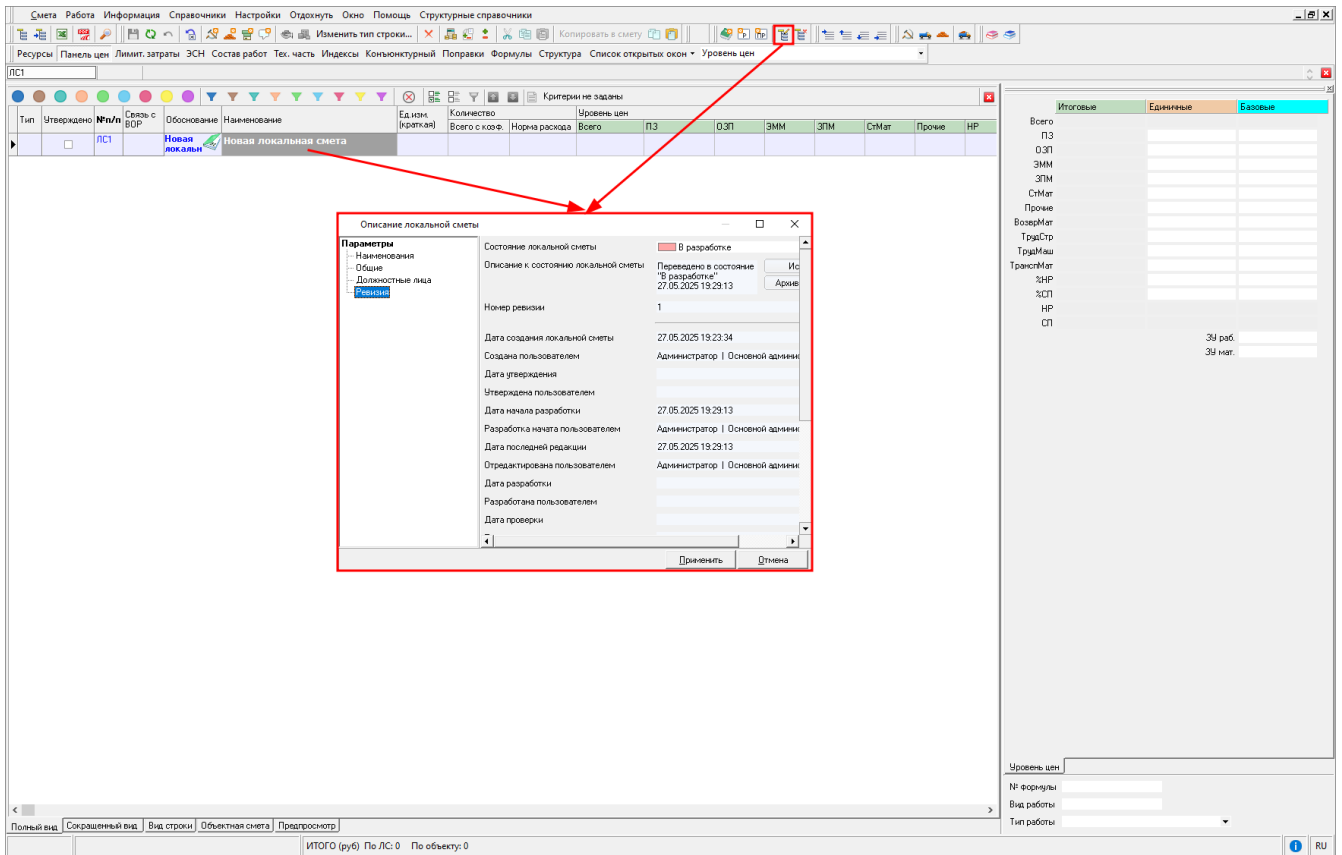 Смета Работа Информация Справочники Настройки Отдохнуть Окно Помощь Структурные справочники
Изменить тип строки... Копировать в смету
Ресурсы Панель цен Лимит. затраты ЭСН Состав работ Тех. часть Индексы Конъюнктурный Поправки Формулы Структура Список открытых окон Уровень цен
ЛС1
Критерии не заданы
Тип Утверждено №п/п Связь с ВОР Обоснование Наименование Ед.изм. (краткая) Количество Уровень цен
Всего с коэф. Норма расхода Всего ПЗ ОЗП ЭММ ЗПМ СтМат Прочие НР
ЛС1 Новая локальн Новая локальная смета
Итоговые Единичные Базовые
Всего
ПЗ
ОЗП
ЭММ
ЗПМ
СтМат
Прочие
ВозврМат
ТрудСтр
ТрудМаш
ТранспМат
%НР
%СП
НР
СП
ЗУ раб.
ЗУ мат.
Описание локальной сметы
Параметры
Наименования
Общие
Должностные лица
Ревизия
Состояние локальной сметы В разработке
Описание к состоянию локальной сметы Переведено в состояние Ис
"В разработке"
27.05.2025 19:29:13 Архив
Номер ревизии 1
Дата создания локальной сметы 27.05.2025 19:23:34
Создана пользователем Администратор | Основной админис
Дата утверждения
Утверждена пользователем
Дата начала разработки 27.05.2025 19:29:13
Разработка начата пользователем Администратор | Основной админис
Дата последней редакции 27.05.2025 19:29:13
Отредактирована пользователем Администратор | Основной админис
Дата разработки
Разработана пользователем
Дата проверки
Применить Отмена
Уровень цен
№ формулы
Вид работы
Тип работы
Полный вид Сокращенный вид Вид строки Объектная смета Предпросмотр
ИТОГО (руб) По ЛС: 0 По объекту: 0
RU